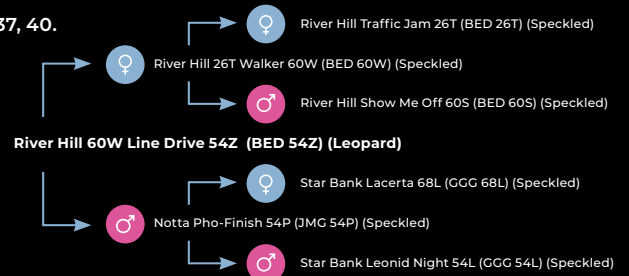 37, 40.
River Hill Traffic Jam 26T (BED 26T) (Speckled)
River Hill 26T Walker 60W (BED 60W) (Speckled)
River Hill Show Me Off 60S (BED 60S) (Speckled)
River Hill 60W Line Drive 54Z (BED 54Z) (Leopard)
Star Bank Lacerta 68L (GGG 68L) (Speckled)
Notta Pho-Finish 54P (JMG 54P) (Speckled)
Star Bank Leonid Night 54L (GGG 54L) (Speckled)